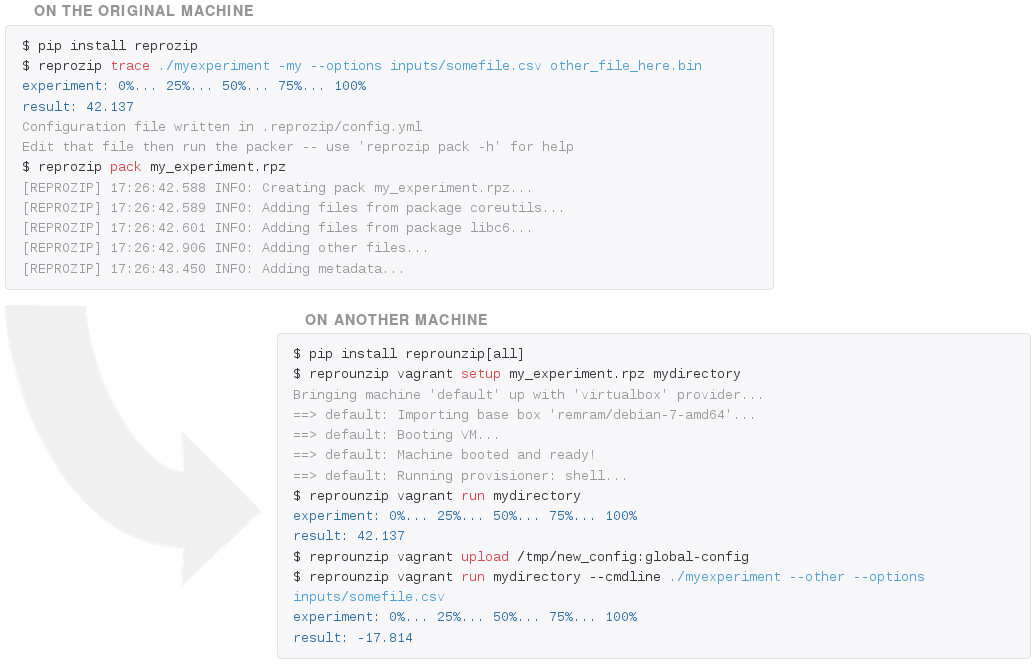 ON THE ORIGINAL MACHINE
$ pip install reprozip
$ reprozip trace ./myexperiment -my --options inputs/somefile.csv other_file_here.bin
experiment: 0%... 25%... 50%... 75%... 100%
result: 42.137
Configuration file written in .reprozip/config.yml
Edit that file then run the packer -- use 'reprozip pack -h' for help
$ reprozip pack my_experiment.rpz
[REPROZIP] 17:26:42.588 INFO: Creating pack my_experiment.rpz...
[REPROZIP] 17:26:42.589 INFO: Adding files from package coreutils...
[REPROZIP] 17:26:42.601 INFO: Adding files from package libc6...
[REPROZIP] 17:26:42.906 INFO: Adding other files...
[REPROZIP] 17:26:43.450 INFO: Adding metadata...
ON ANOTHER MACHINE
$ pip install reprounzip[all]
$ reprounzip vagrant setup my_experiment.rpz mydirectory
Bringing machine 'default' up with 'virtualbox' provider...
==> default: Importing base box 'remram/debian-7-amd64'...
==> default: Booting VM...
==> default: Machine booted and ready!
==> default: Running provisioner: shell...
$ reprounzip vagrant run mydirectory
experiment: 0%... 25%... 50%... 75%... 100%
result: 42.137
$ reprounzip vagrant upload /tmp/new_config:global-config
$ reprounzip vagrant run mydirectory --cmdline ./myexperiment --other --options
inputs/somefile.csv
experiment: 0%... 25%... 50%... 75%... 100%
result: -17.814